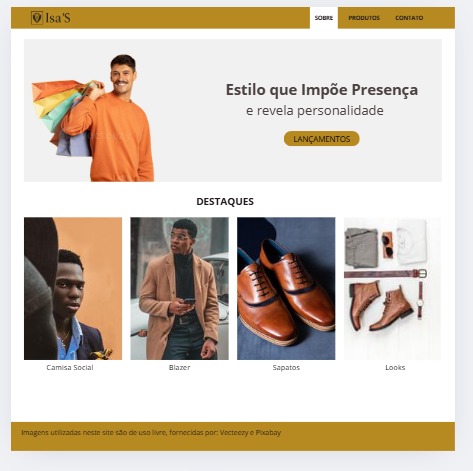 Isa'S
SOBRE PRODUTOS CONTATO
Estilo que Impõe Presença
e revela personalidade
LANÇAMENTOS
DESTAQUES
Camisa Social Blazer Sapatos Looks
Imagens utilizadas neste site são de uso livre, fornecidas por: Vecteezy e Pixabay